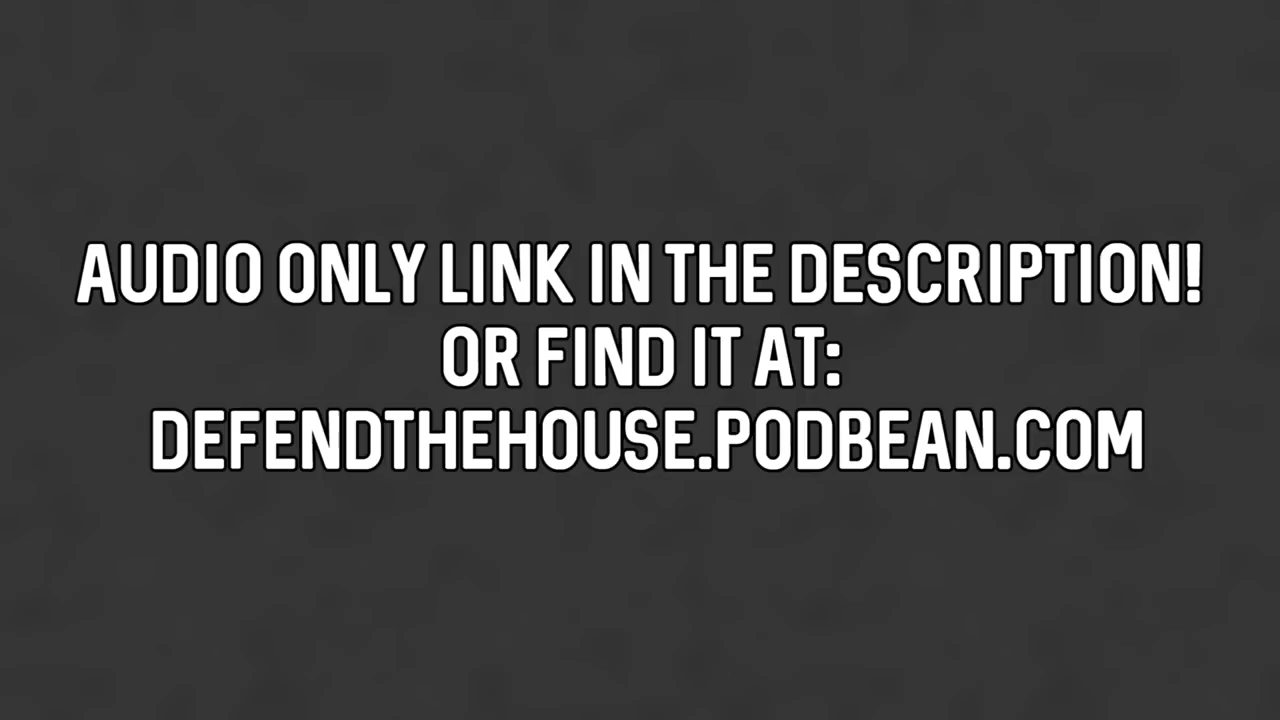 AUDIO ONLY LINK IN THE DESCRIPTION!
OR FIND IT AT:
DEFENDTHEHOUSE.PODBEAN.COM